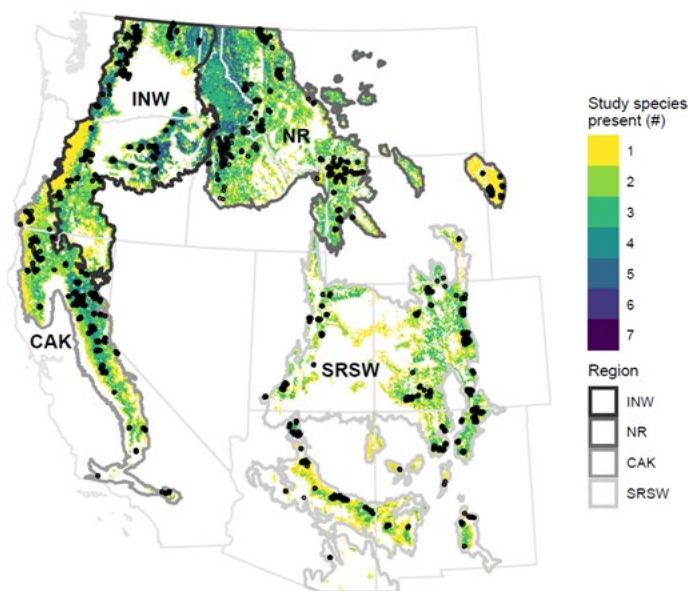 INW
NR
CAK
SRSW
Study species
present (#)
1
2
3
4
5
6
7
Region
INW
NR
CAK
SRSW